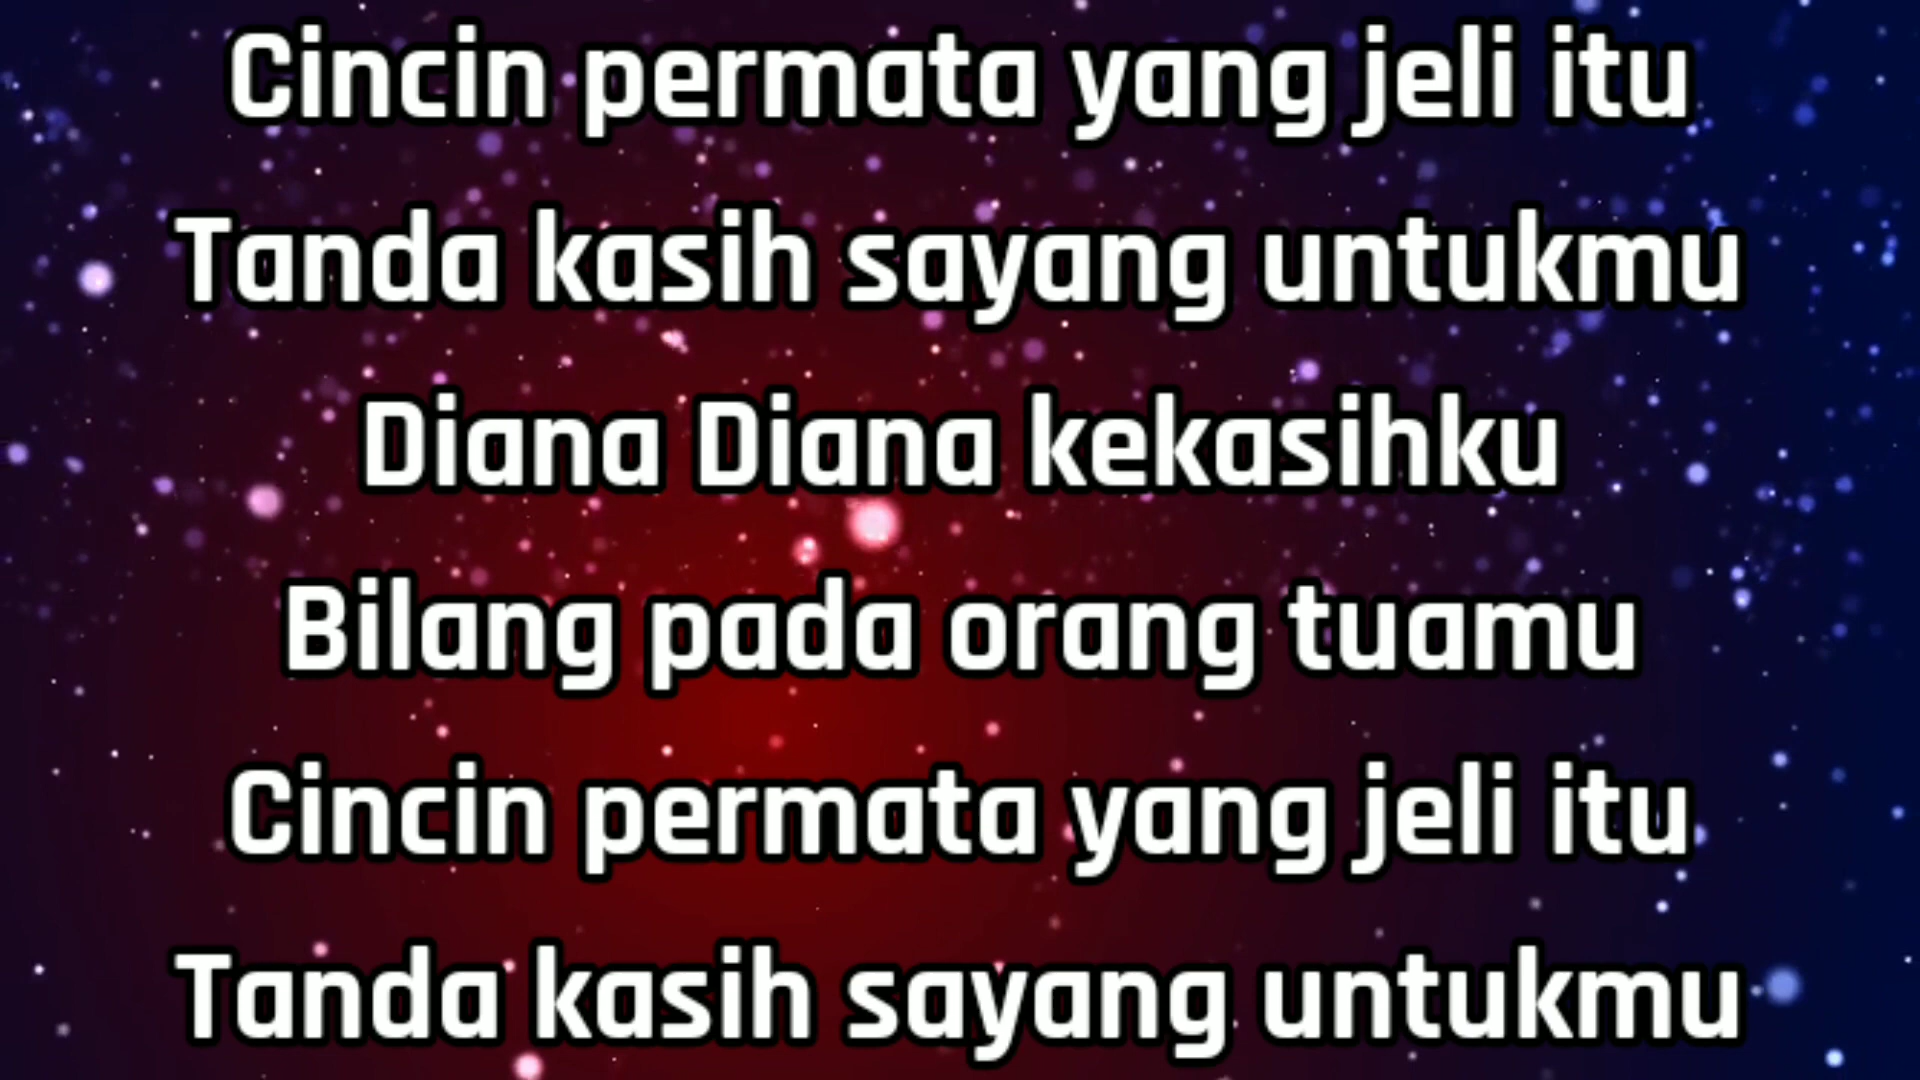 Cincin permata yang jeli itu
Tanda kasih sayang untukmu
Diana Diana kekasihku
Bilang pada orang tuamu
Cincin permata yang jeli itu
Tanda kasih sayang untukmu